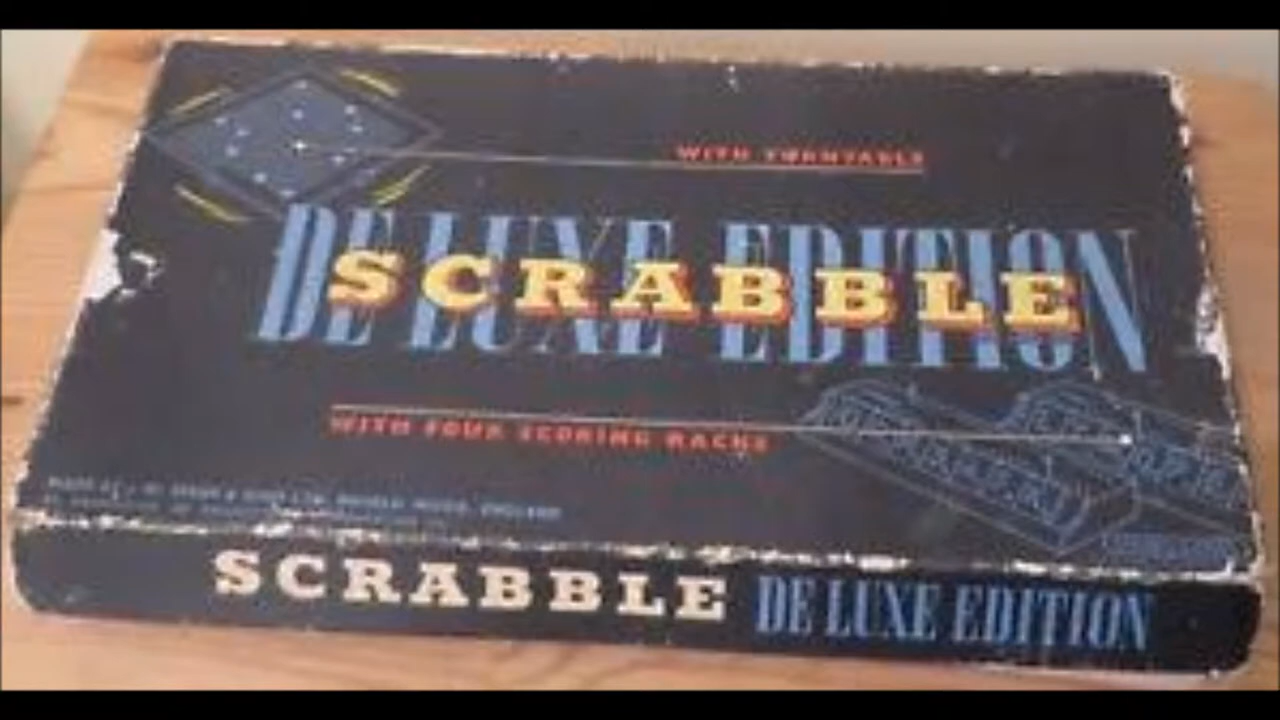 WITH TURNTABLE
DE LUXE EDITION
SCRABBLE
WITH FOUR SCORING RACKS
SCRABBLE DE LUXE EDITION